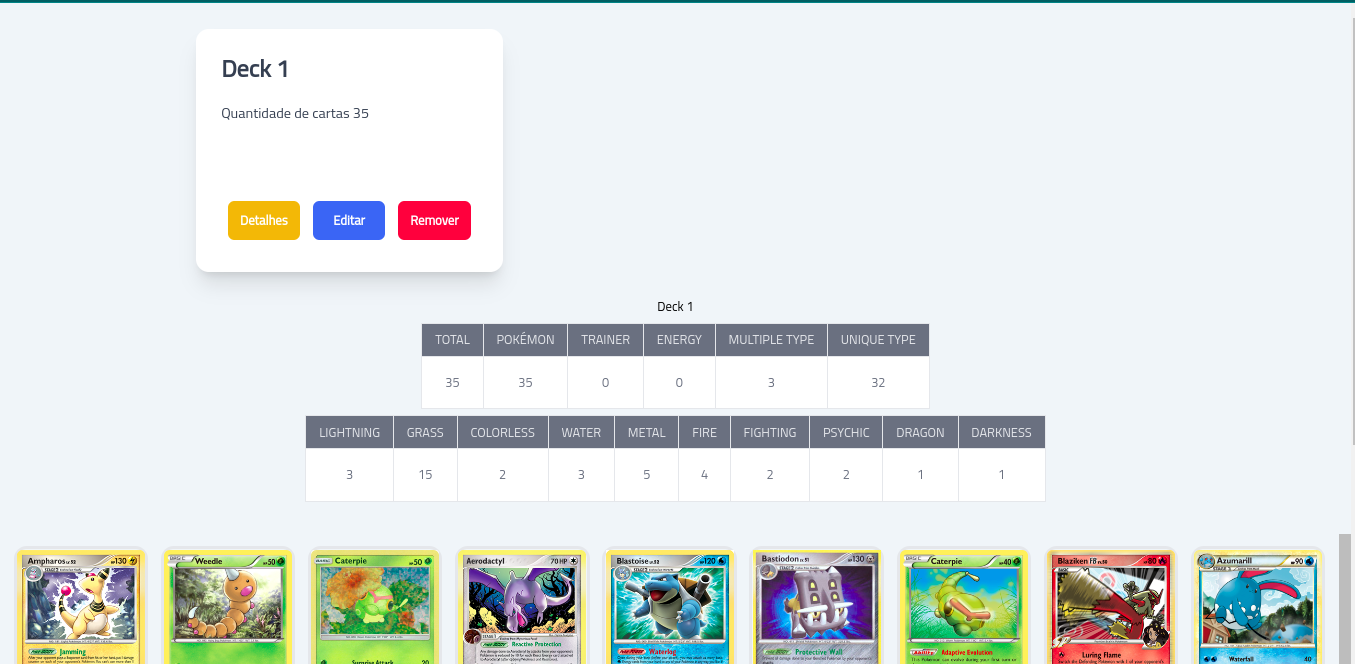 Deck 1
Quantidade de cartas 35
Detalhes Editar Remover
Deck 1
TOTAL POKÉMON TRAINER ENERGY MULTIPLE TYPE UNIQUE TYPE
35 35 0 0 3 32
LIGHTNING GRASS COLORLESS WATER METAL FIRE FIGHTING PSYCHIC DRAGON DARKNESS
3 15 2 3 5 4 2 2 1 1
Ampharos 130 Weedle 50 Caterpie 50 Aerodactyl 70 HP Blastoise 120 Bastiodon 130 Caterpie 40 Blaziken FB 80 Azumarill 90
Jamming Surprise Attack 20 Reactive Protection Waterlog Protective Wall Adaptive Evolution Luring Flame Waterfall 40